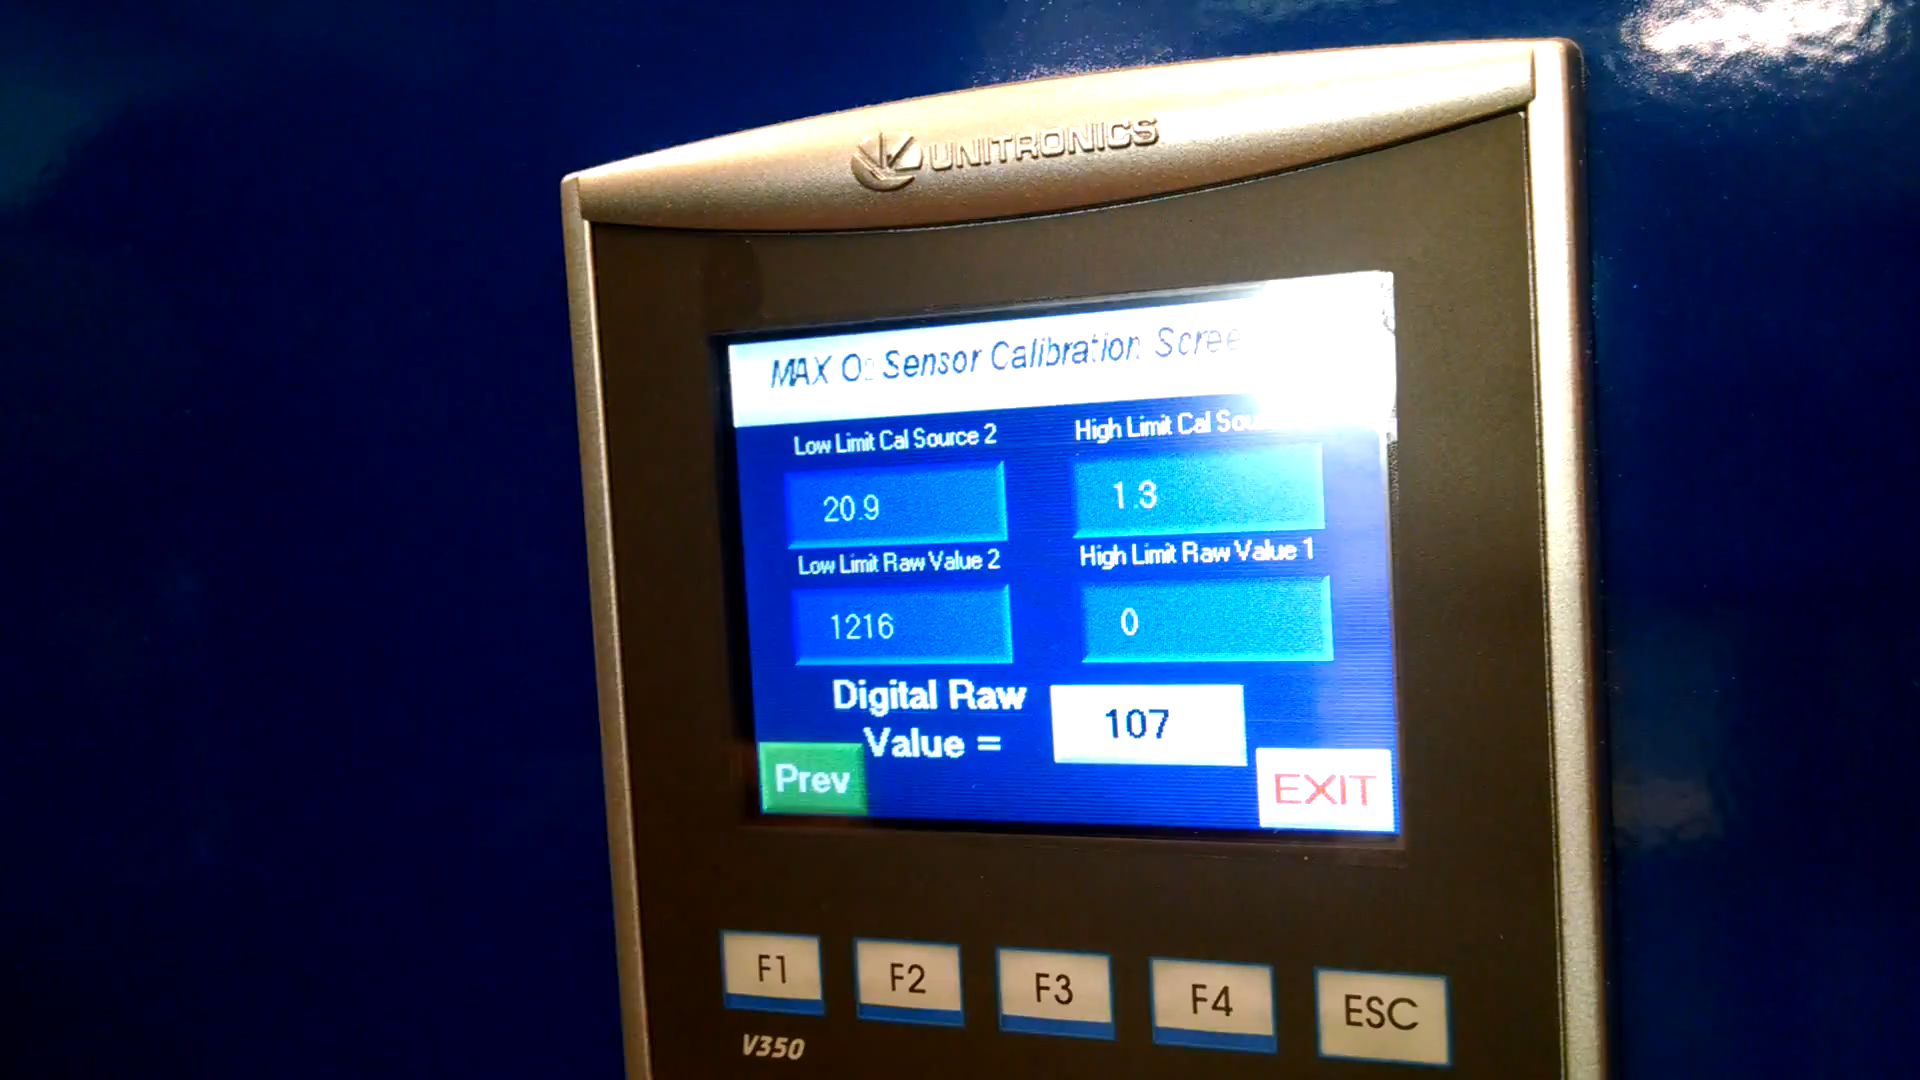 UNITRONICS
MAX O₂ Sensor Calibration
Low Limit Cal Source 2
High Limit Cal
20.9
1.3
Low Limit Raw Value 2
High Limit Raw Value 1
1216
0
Digital Raw
Value =
107
Prev
EXIT
F1
F2
F3
F4
ESC
V350